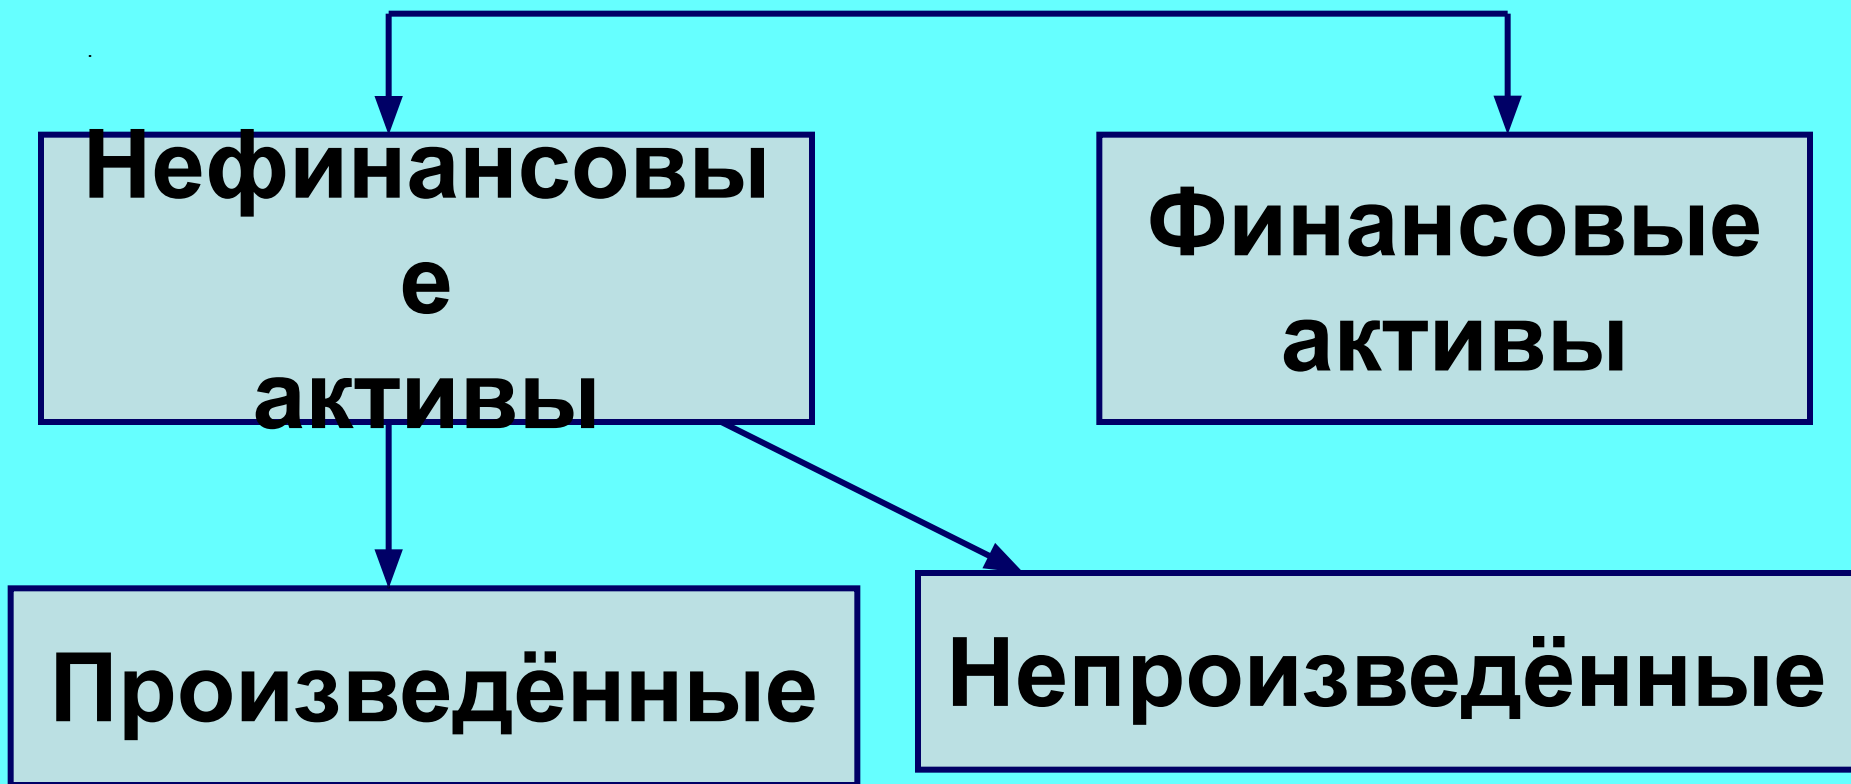 Нефинансовы
е
активы
Финансовые
активы
Произведённые
Непроизведённые